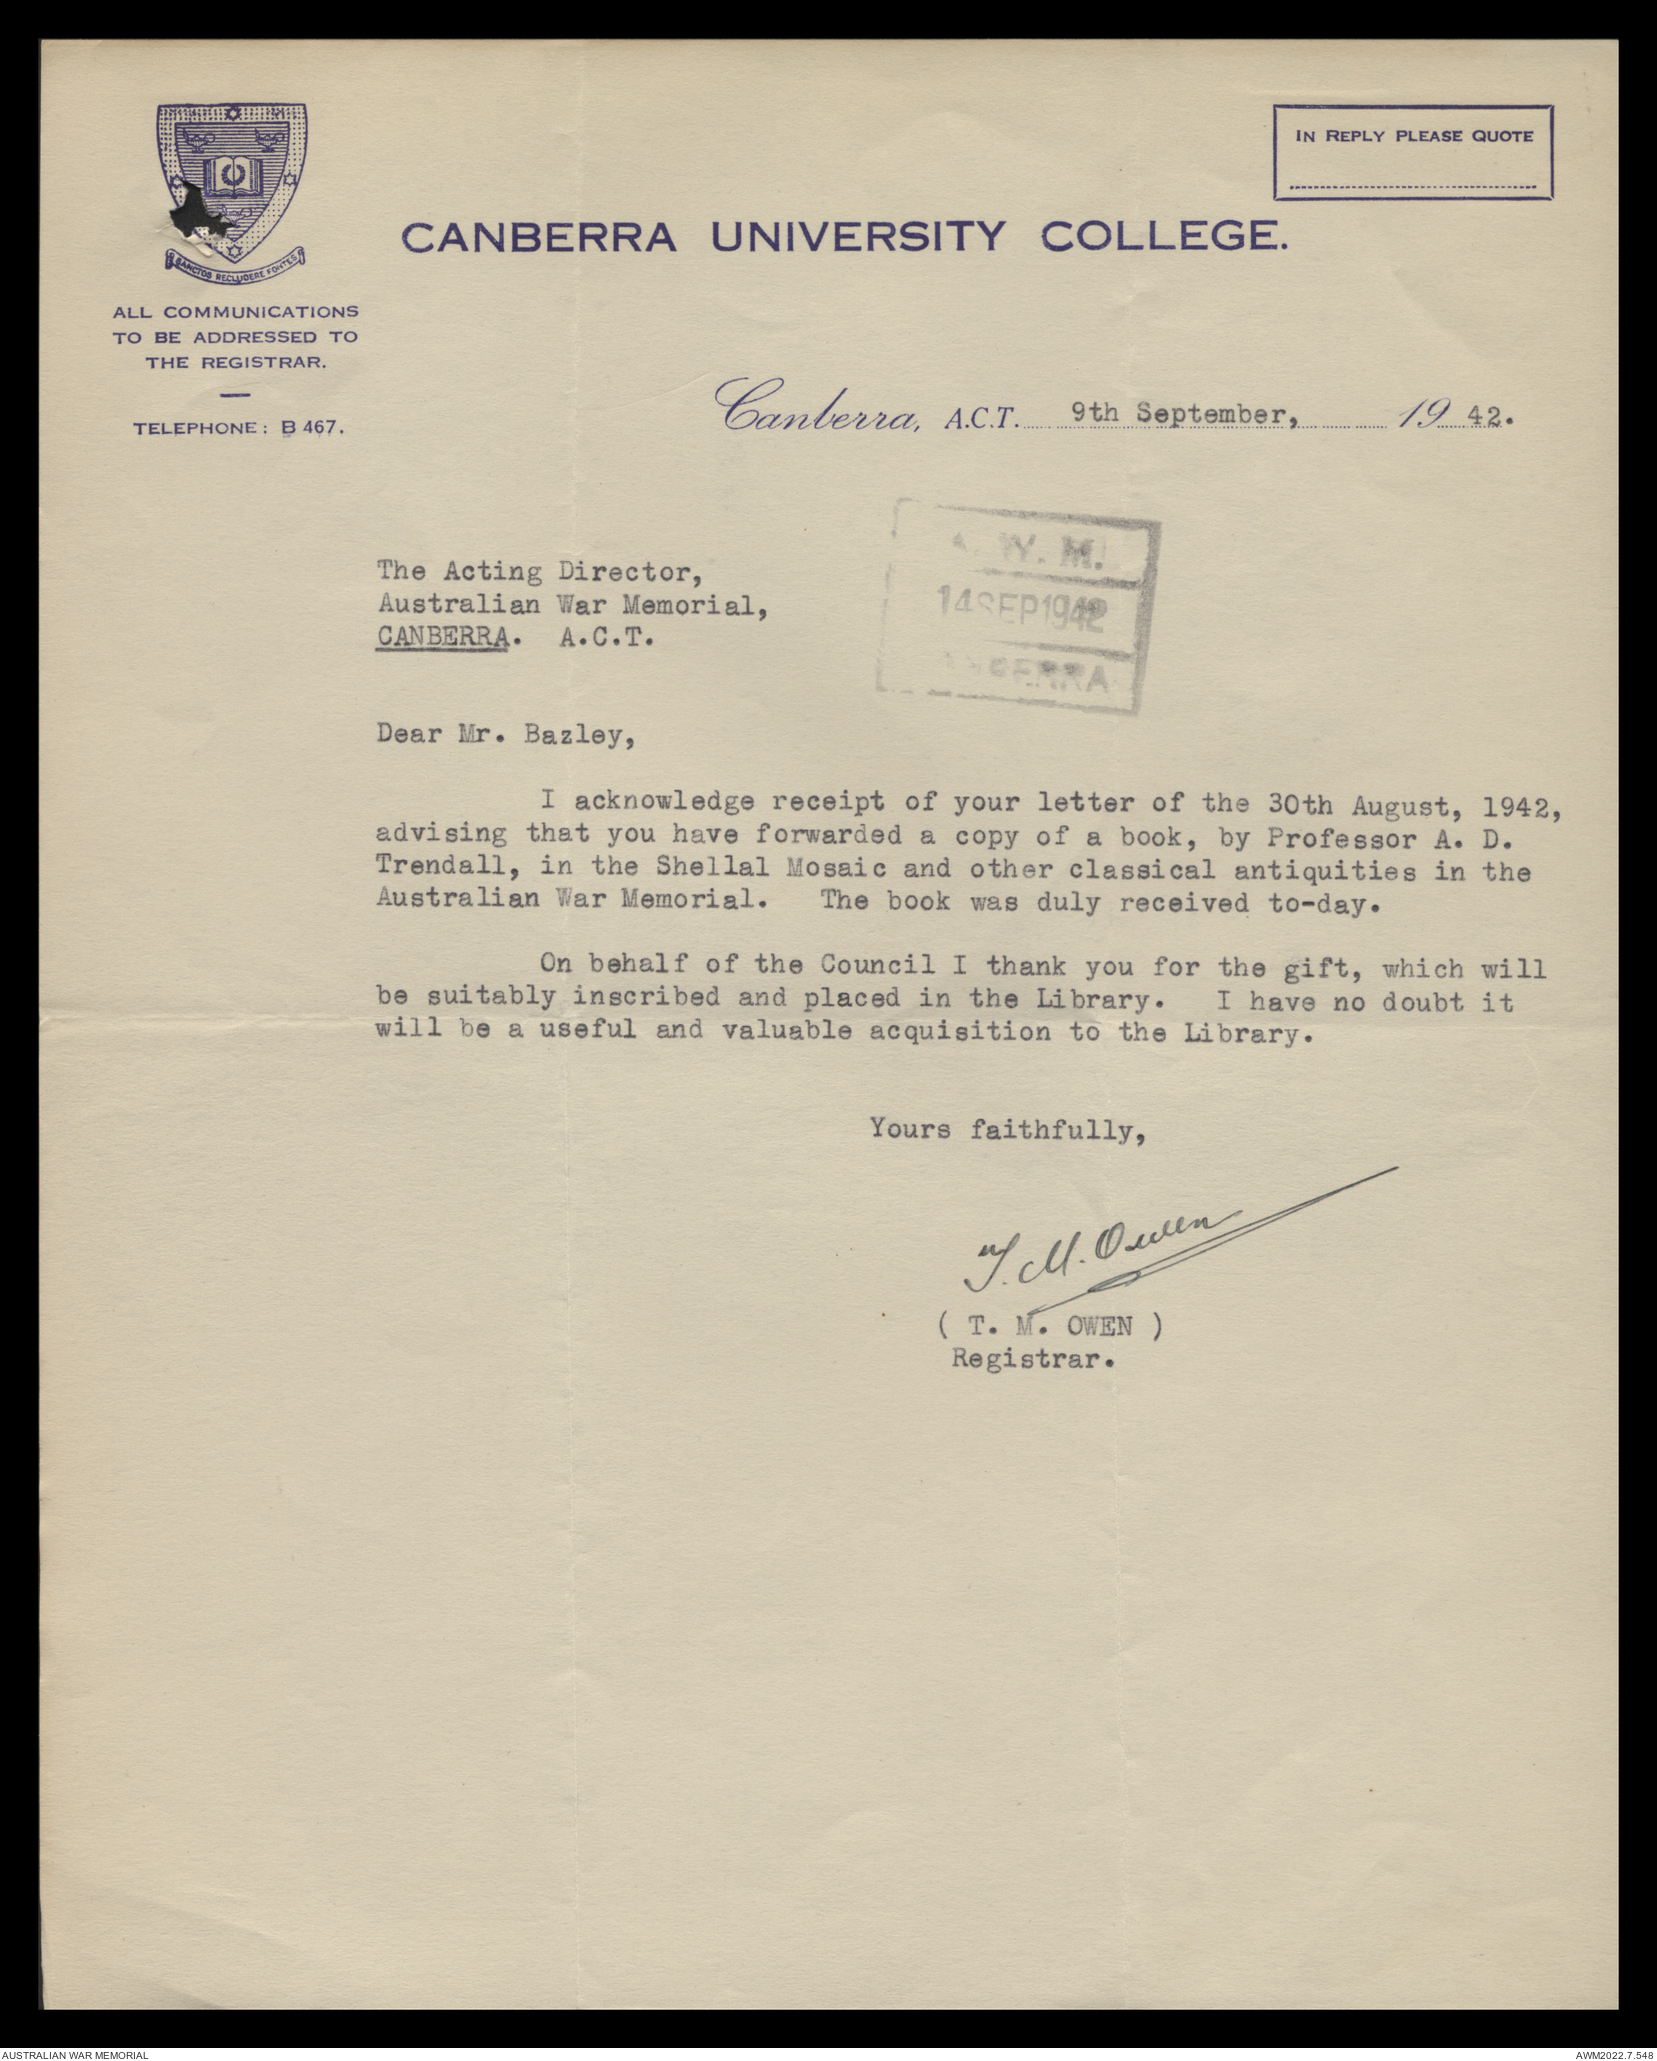 IN REPLY PLEASE QUOTE
SANCTOS RECLUDERE FONTES
CANBERRA UNIVERSITY COLLEGE.
ALL COMMUNICATIONS
TO BE ADDRESSED TO
THE REGISTRAR.
TELEPHONE: B 467.
Canberra, A.C.T. 9th September, 1942.
A.W.M.
14 SEP 1942
The Acting Director,
Australian War Memorial,
CANBERRA. A.C.T.
Dear Mr. Bazley,
I acknowledge receipt of your letter of the 30th August, 1942,
advising that you have forwarded a copy of a book, by Professor A. D.
Trendall, in the Shellal Mosaic and other classical antiquities in the
Australian War Memorial. The book was duly received to-day.
On behalf of the Council I thank you for the gift, which will
be suitably inscribed and placed in the Library. I have no doubt it
will be a useful and valuable acquisition to the Library.
Yours faithfully,
T. M. Owen
( T. M. OWEN )
Registrar.
AUSTRALIAN WAR MEMORIAL
AWM2022.7.548